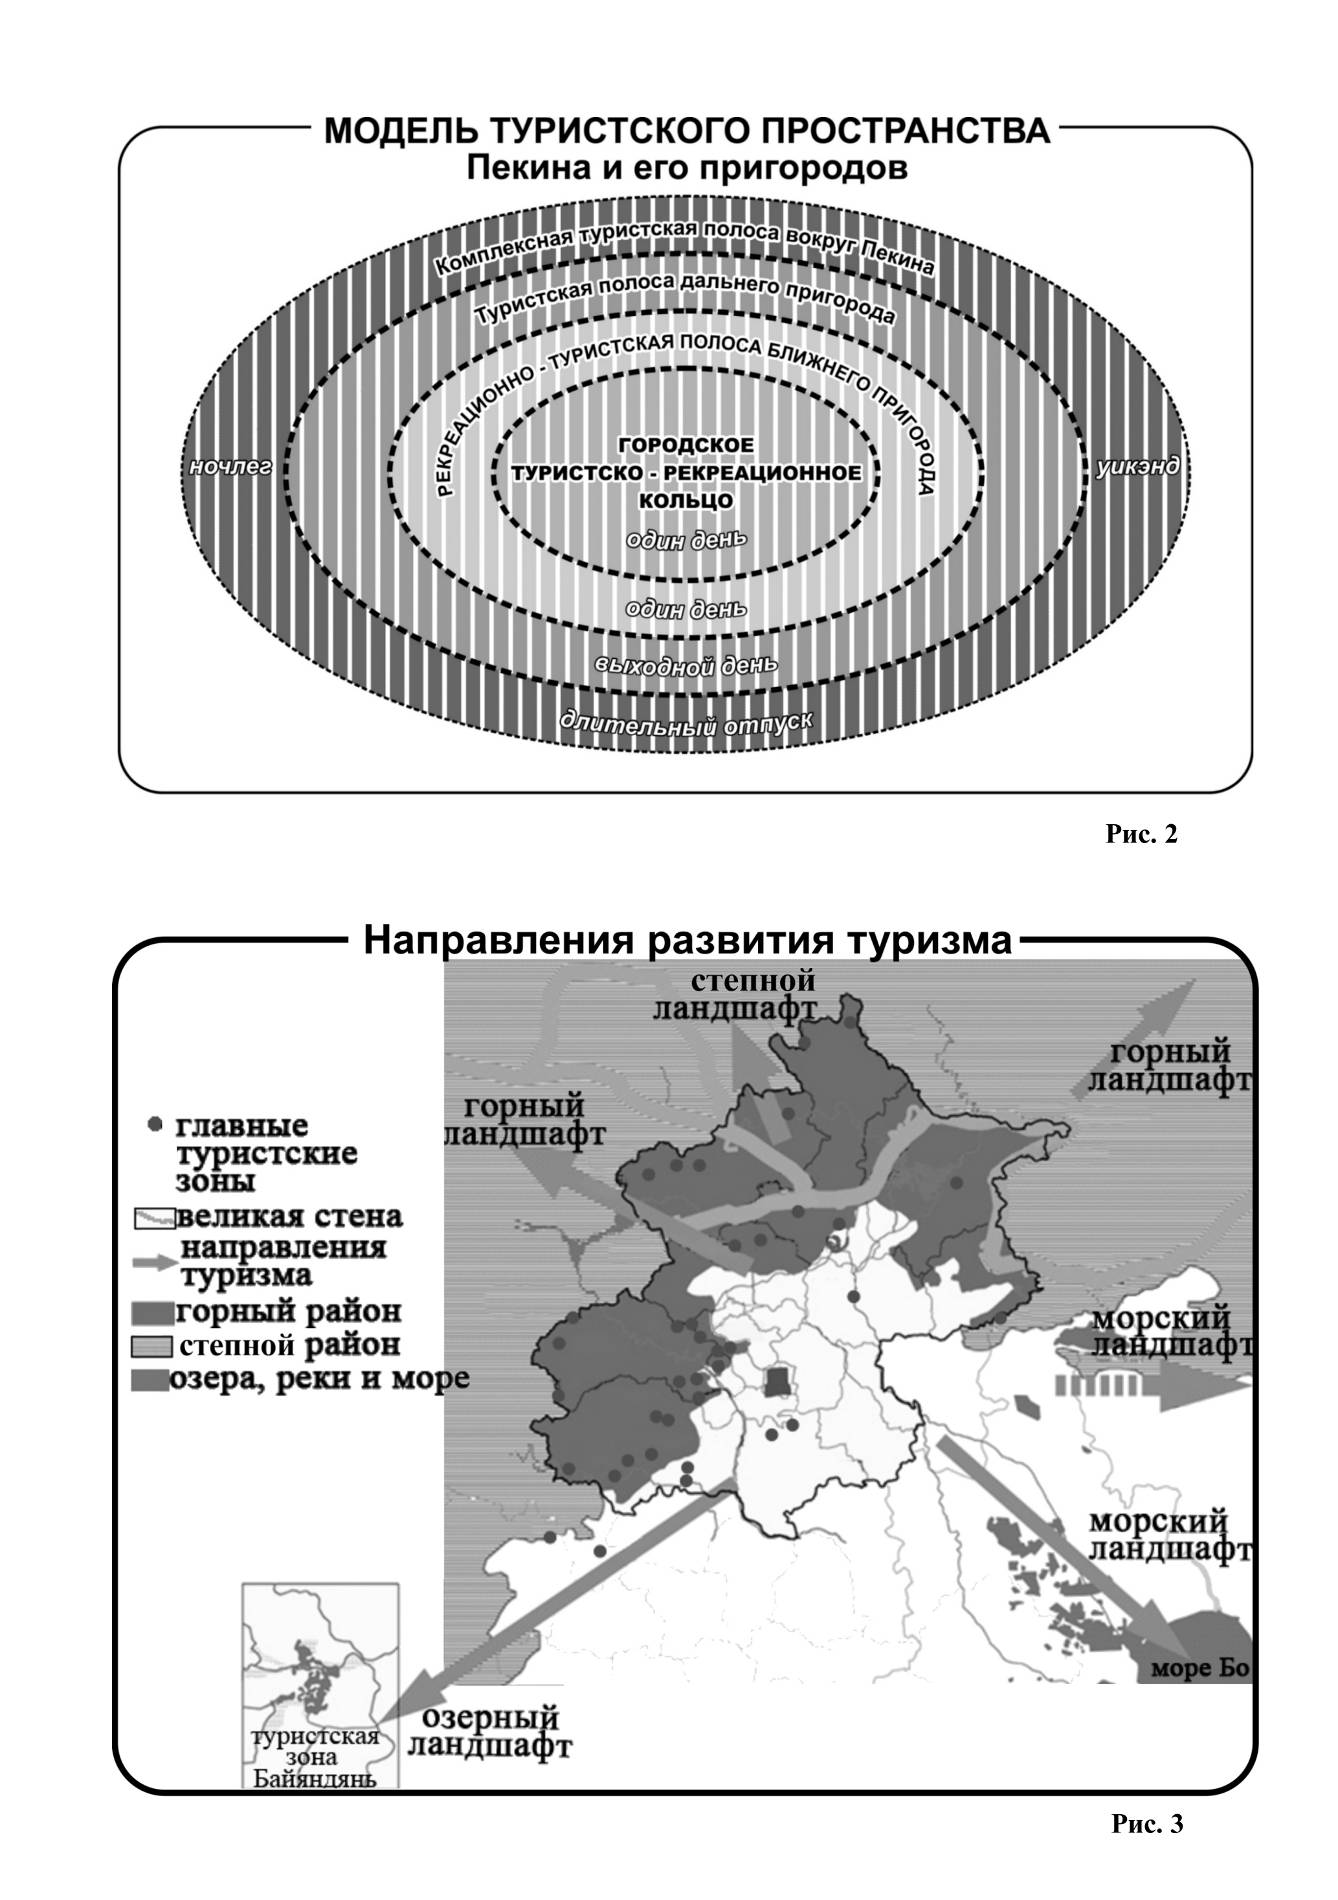 МОДЕЛЬ ТУРИСТСКОГО ПРОСТРАНСТВА
Пекина и его пригородов
Комплексная туристская полоса вокруг Пекина
Туристская полоса дальнего пригорода
РЕКРЕАЦИОННО - ТУРИСТСКАЯ ПОЛОСА БЛИЖНЕГО ПРИГОРОДА
ГОРОДСКОЕ
ТУРИСТСКО - РЕКРЕАЦИОННОЕ
КОЛЬЦО
ночлег
уикэнд
один день
один день
выходной день
длительный отпуск
Рис. 2
Направления развития туризма
степной
ландшафт
горный
ландшафт
горный
ландшафт
главные
туристские
зоны
великая стена
направления
туризма
горный район
степной район
озера, реки и море
морский
ландшафт
морский
ландшафт
море Бо
озерный
ландшафт
туристская
зона
Байяндянь
Рис. 3